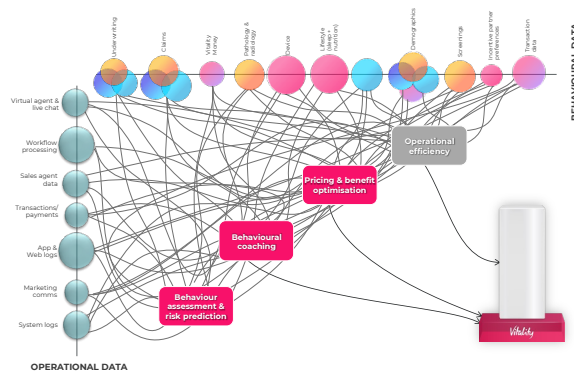 Underwriting
Claims
Vitality
Money
Pathology &
radiology
Device
Lifestyle
(sleep +
nutrition)
Demographics
Screenings
Incentive partner
preferences
Transaction
data
BEHAVIOURAL DATA
Virtual agent &
live chat
Workflow
processing
Sales agent
data
Transactions/
payments
App &
Web logs
Marketing
comms
System logs
Operational
efficiency
Pricing & benefit
optimisation
Behavioural
coaching
Behaviour
assessment &
risk prediction
Vitality
OPERATIONAL DATA